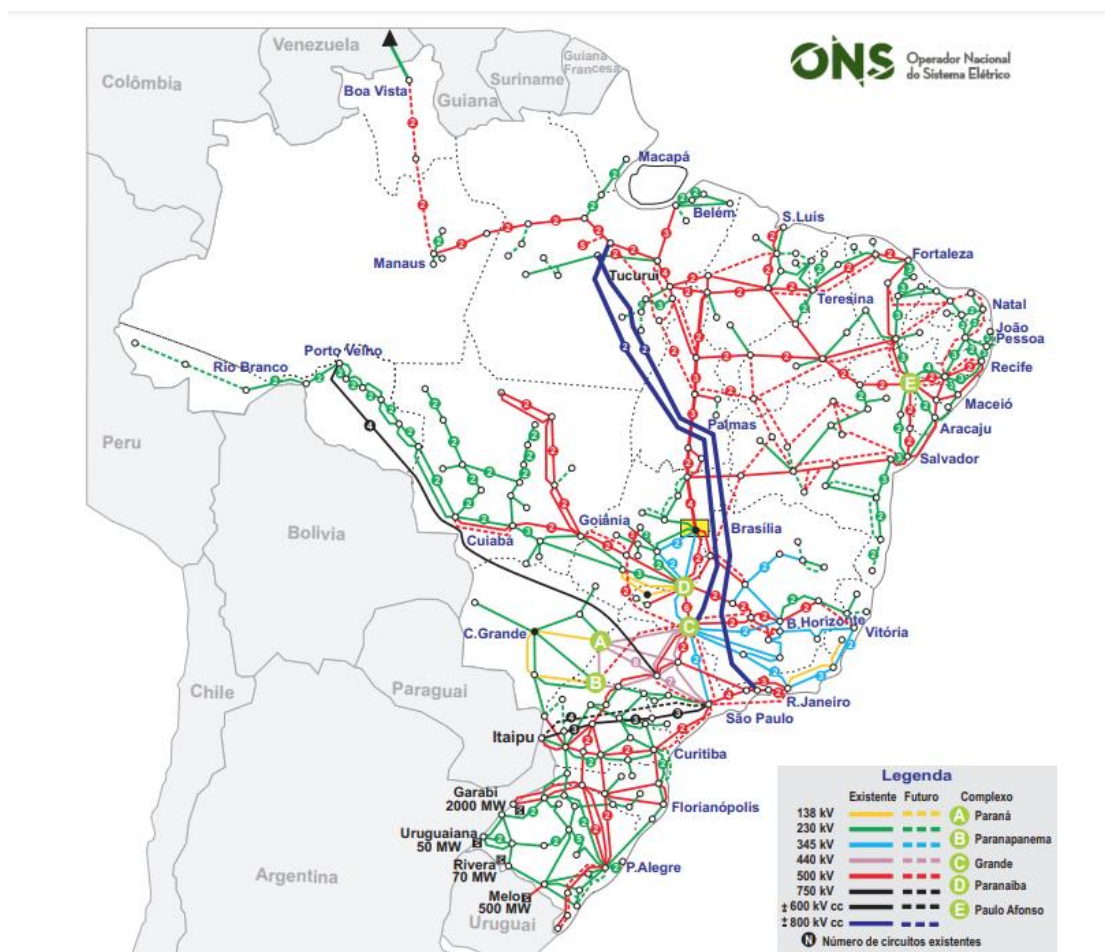 ONS
Operador Nacional
do Sistema Elétrico
Venezuela
Colômbia
Boa Vista
Guiana
Suriname
Guiana
Francesa
Macapá
Belém
S.Luis
Manaus
Tucuruí
Fortaleza
Teresina
Natal
João
Pessoa
Recife
Porto Velho
Rio Branco
Peru
E
Maceió
Palmas
Aracaju
Salvador
Bolivia
Cuiabá
Goiânia
Brasília
D
C
B.Horizonte
Vitória
C.Grande
A
B
Chile
Paraguai
R.Janeiro
São Paulo
Itaipu
Curitiba
Garabi
2000 MW
Florianópolis
Uruguaiana
50 MW
Rivera
70 MW
P.Alegre
Argentina
Melo
500 MW
Uruguai
Legenda
Existente Futuro Complexo
138 kV A Paraná
230 kV B Paranapanema
345 kV
440 kV C Grande
500 kV D Paranaiba
750 kV
± 600 kV cc E Paulo Afonso
± 800 kV cc
N Número de circuitos existentes